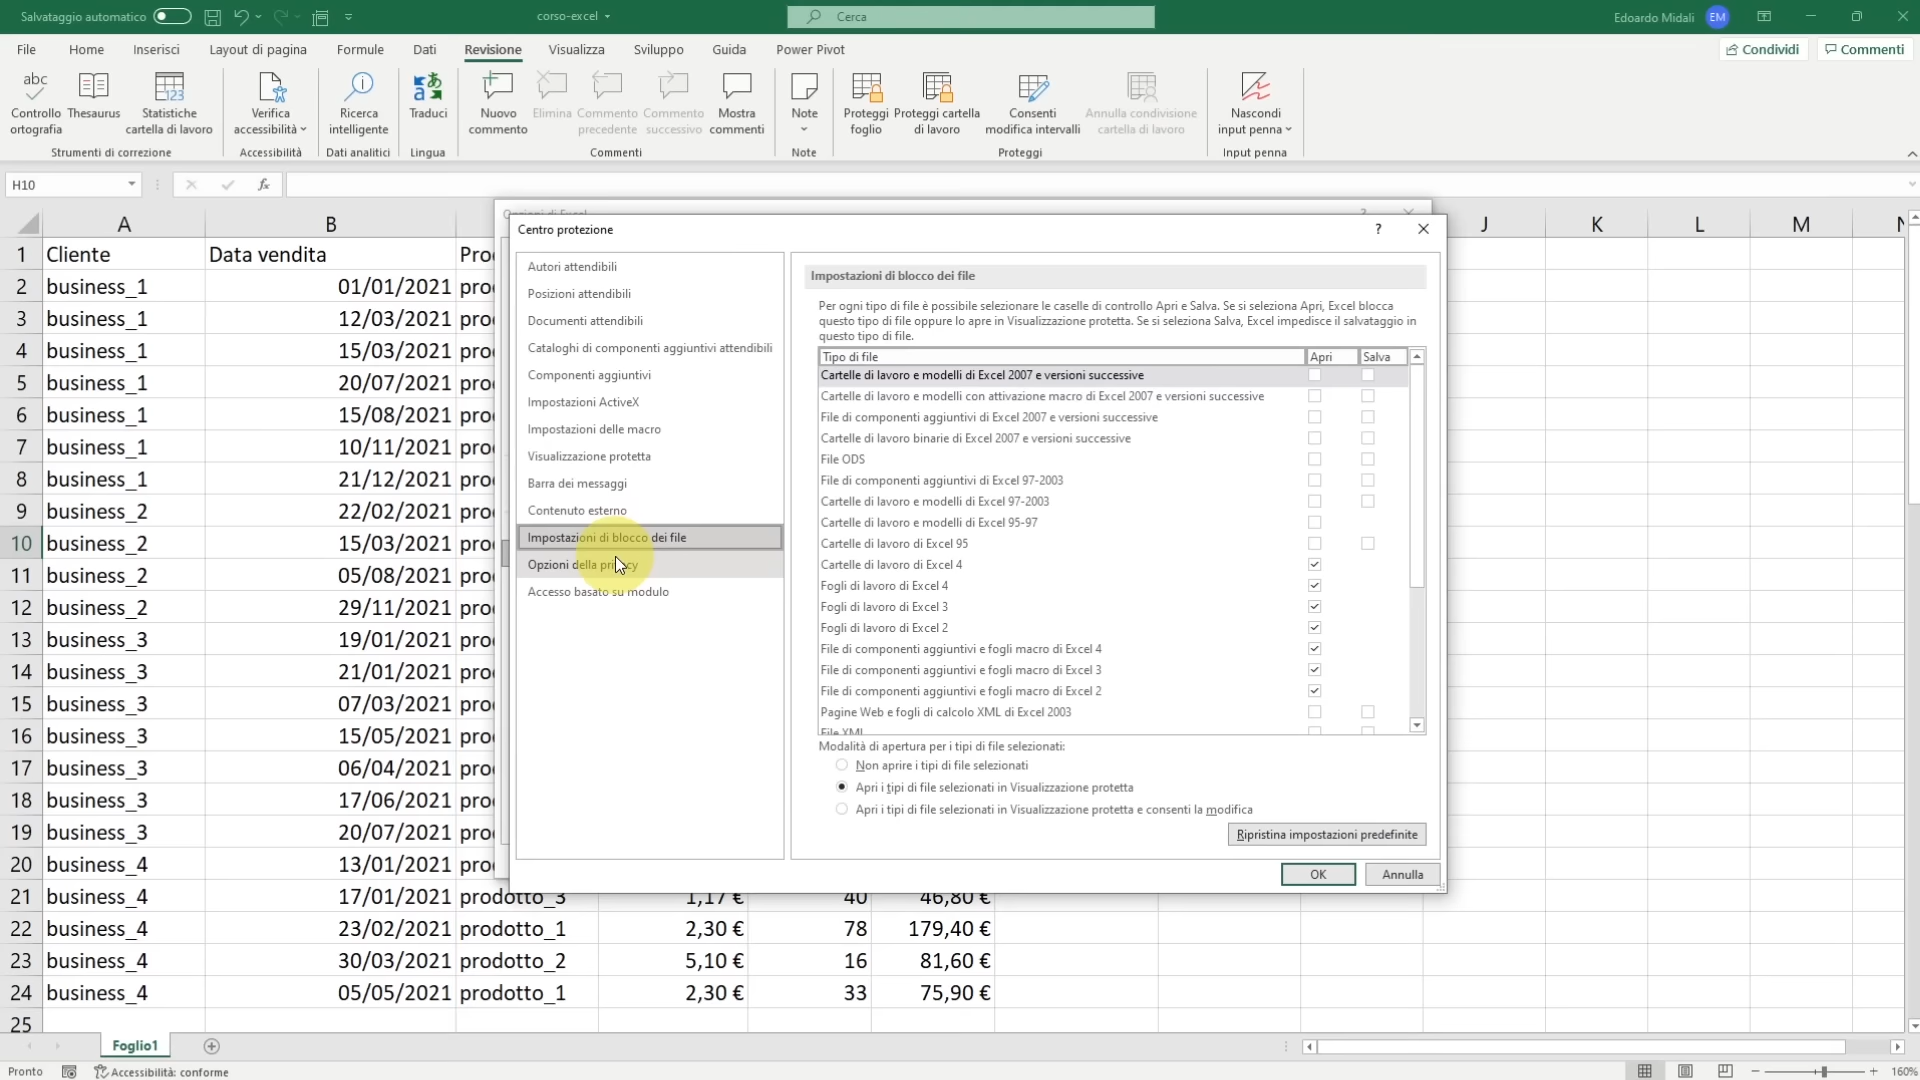 Salvataggio automatico
corso-excel
Cerca
Edoardo Midali
EM
File Home Inserisci Layout di pagina Formule Dati Revisione Visualizza Sviluppo Guida Power Pivot
Condividi
Commenti
abc
Controllo ortografia
Thesaurus
123
Statistiche cartella di lavoro
Strumenti di correzione
Verifica accessibilità
Accessibilità
Ricerca intelligente
Dati analitici
Traduci
Lingua
Nuovo commento
Elimina
Commento precedente
Commento successivo
Mostra commenti
Commenti
Note
Note
Proteggi foglio
Proteggi cartella di lavoro
Consenti modifica intervalli
Annulla condivisione cartella di lavoro
Proteggi
Nascondi input penna
Input penna
H10
fx
A B J K L M
1 Cliente Data vendita
2 business_1 01/01/2021
3 business_1 12/03/2021
4 business_1 15/03/2021
5 business_1 20/07/2021
6 business_1 15/08/2021
7 business_1 10/11/2021
8 business_1 21/12/2021
9 business_2 22/02/2021
10 business_2 15/03/2021
11 business_2 05/08/2021
12 business_2 29/11/2021
13 business_3 19/01/2021
14 business_3 21/01/2021
15 business_3 07/03/2021
16 business_3 15/05/2021
17 business_3 06/04/2021
18 business_3 17/06/2021
19 business_3 20/07/2021
20 business_4 13/01/2021
21 business_4 17/01/2021 prodotto_3 1,17 € 40 46,80 €
22 business_4 23/02/2021 prodotto_1 2,30 € 78 179,40 €
23 business_4 30/03/2021 prodotto_2 5,10 € 16 81,60 €
24 business_4 05/05/2021 prodotto_1 2,30 € 33 75,90 €
25
Centro protezione
?
Autori attendibili
Posizioni attendibili
Documenti attendibili
Cataloghi di componenti aggiuntivi attendibili
Componenti aggiuntivi
Impostazioni ActiveX
Impostazioni delle macro
Visualizzazione protetta
Barra dei messaggi
Contenuto esterno
Impostazioni di blocco dei file
Opzioni della privacy
Accesso basato su modulo
Impostazioni di blocco dei file
Per ogni tipo di file è possibile selezionare le caselle di controllo Apri e Salva. Se si seleziona Apri, Excel blocca
questo tipo di file oppure lo apre in Visualizzazione protetta. Se si seleziona Salva, Excel impedisce il salvataggio in
questo tipo di file.
Tipo di file Apri Salva
Cartelle di lavoro e modelli di Excel 2007 e versioni successive
Cartelle di lavoro e modelli con attivazione macro di Excel 2007 e versioni successive
File di componenti aggiuntivi di Excel 2007 e versioni successive
Cartelle di lavoro binarie di Excel 2007 e versioni successive
File ODS
File di componenti aggiuntivi di Excel 97-2003
Cartelle di lavoro e modelli di Excel 97-2003
Cartelle di lavoro e modelli di Excel 95-97
Cartelle di lavoro di Excel 95
Cartelle di lavoro di Excel 4
Fogli di lavoro di Excel 4
Fogli di lavoro di Excel 3
Fogli di lavoro di Excel 2
File di componenti aggiuntivi e fogli macro di Excel 4
File di componenti aggiuntivi e fogli macro di Excel 3
File di componenti aggiuntivi e fogli macro di Excel 2
Pagine Web e fogli di calcolo XML di Excel 2003
File XML
Modalità di apertura per i tipi di file selezionati:
Non aprire i tipi di file selezionati
Apri i tipi di file selezionati in Visualizzazione protetta
Apri i tipi di file selezionati in Visualizzazione protetta e consenti la modifica
Ripristina impostazioni predefinite
OK
Annulla
Foglio1
Pronto
Accessibilità: conforme
160%